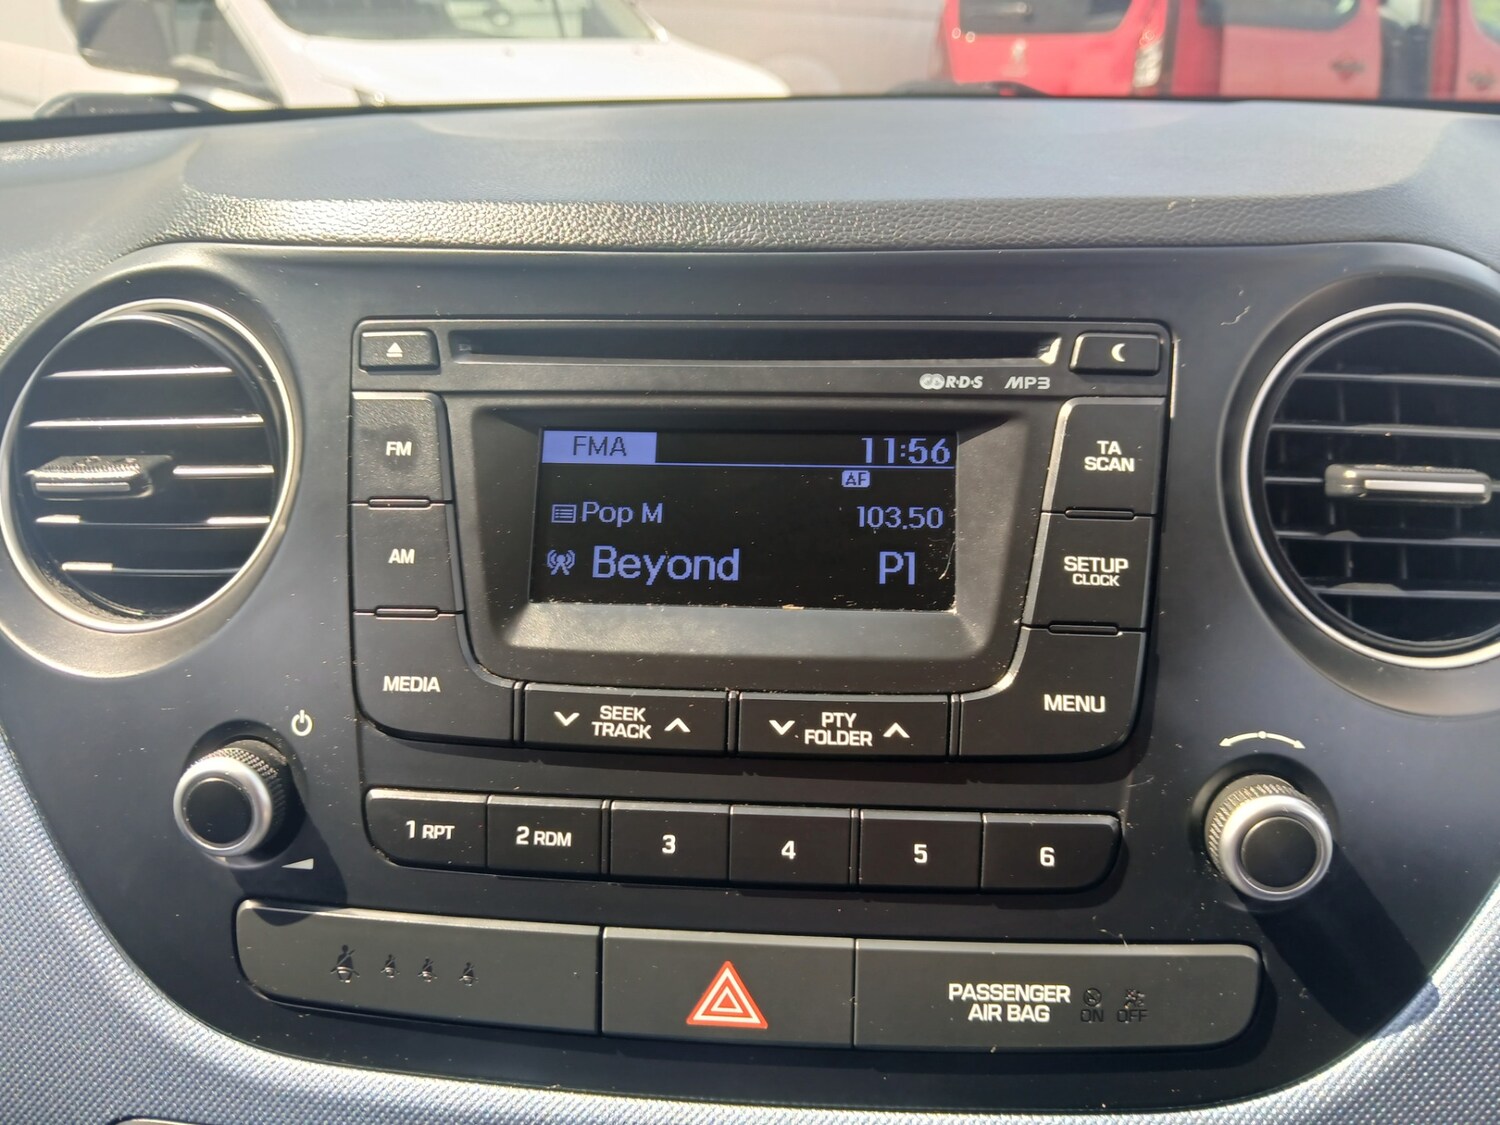 RDS MP3
FM
AM
MEDIA
FMA 11:56
AF
Pop M 103.50
Beyond P1
TA
SCAN
SETUP
CLOCK
MENU
SEEK
TRACK
PTY
FOLDER
1 RPT
2 RDM
3
4
5
6
PASSENGER
AIR BAG
ON OFF